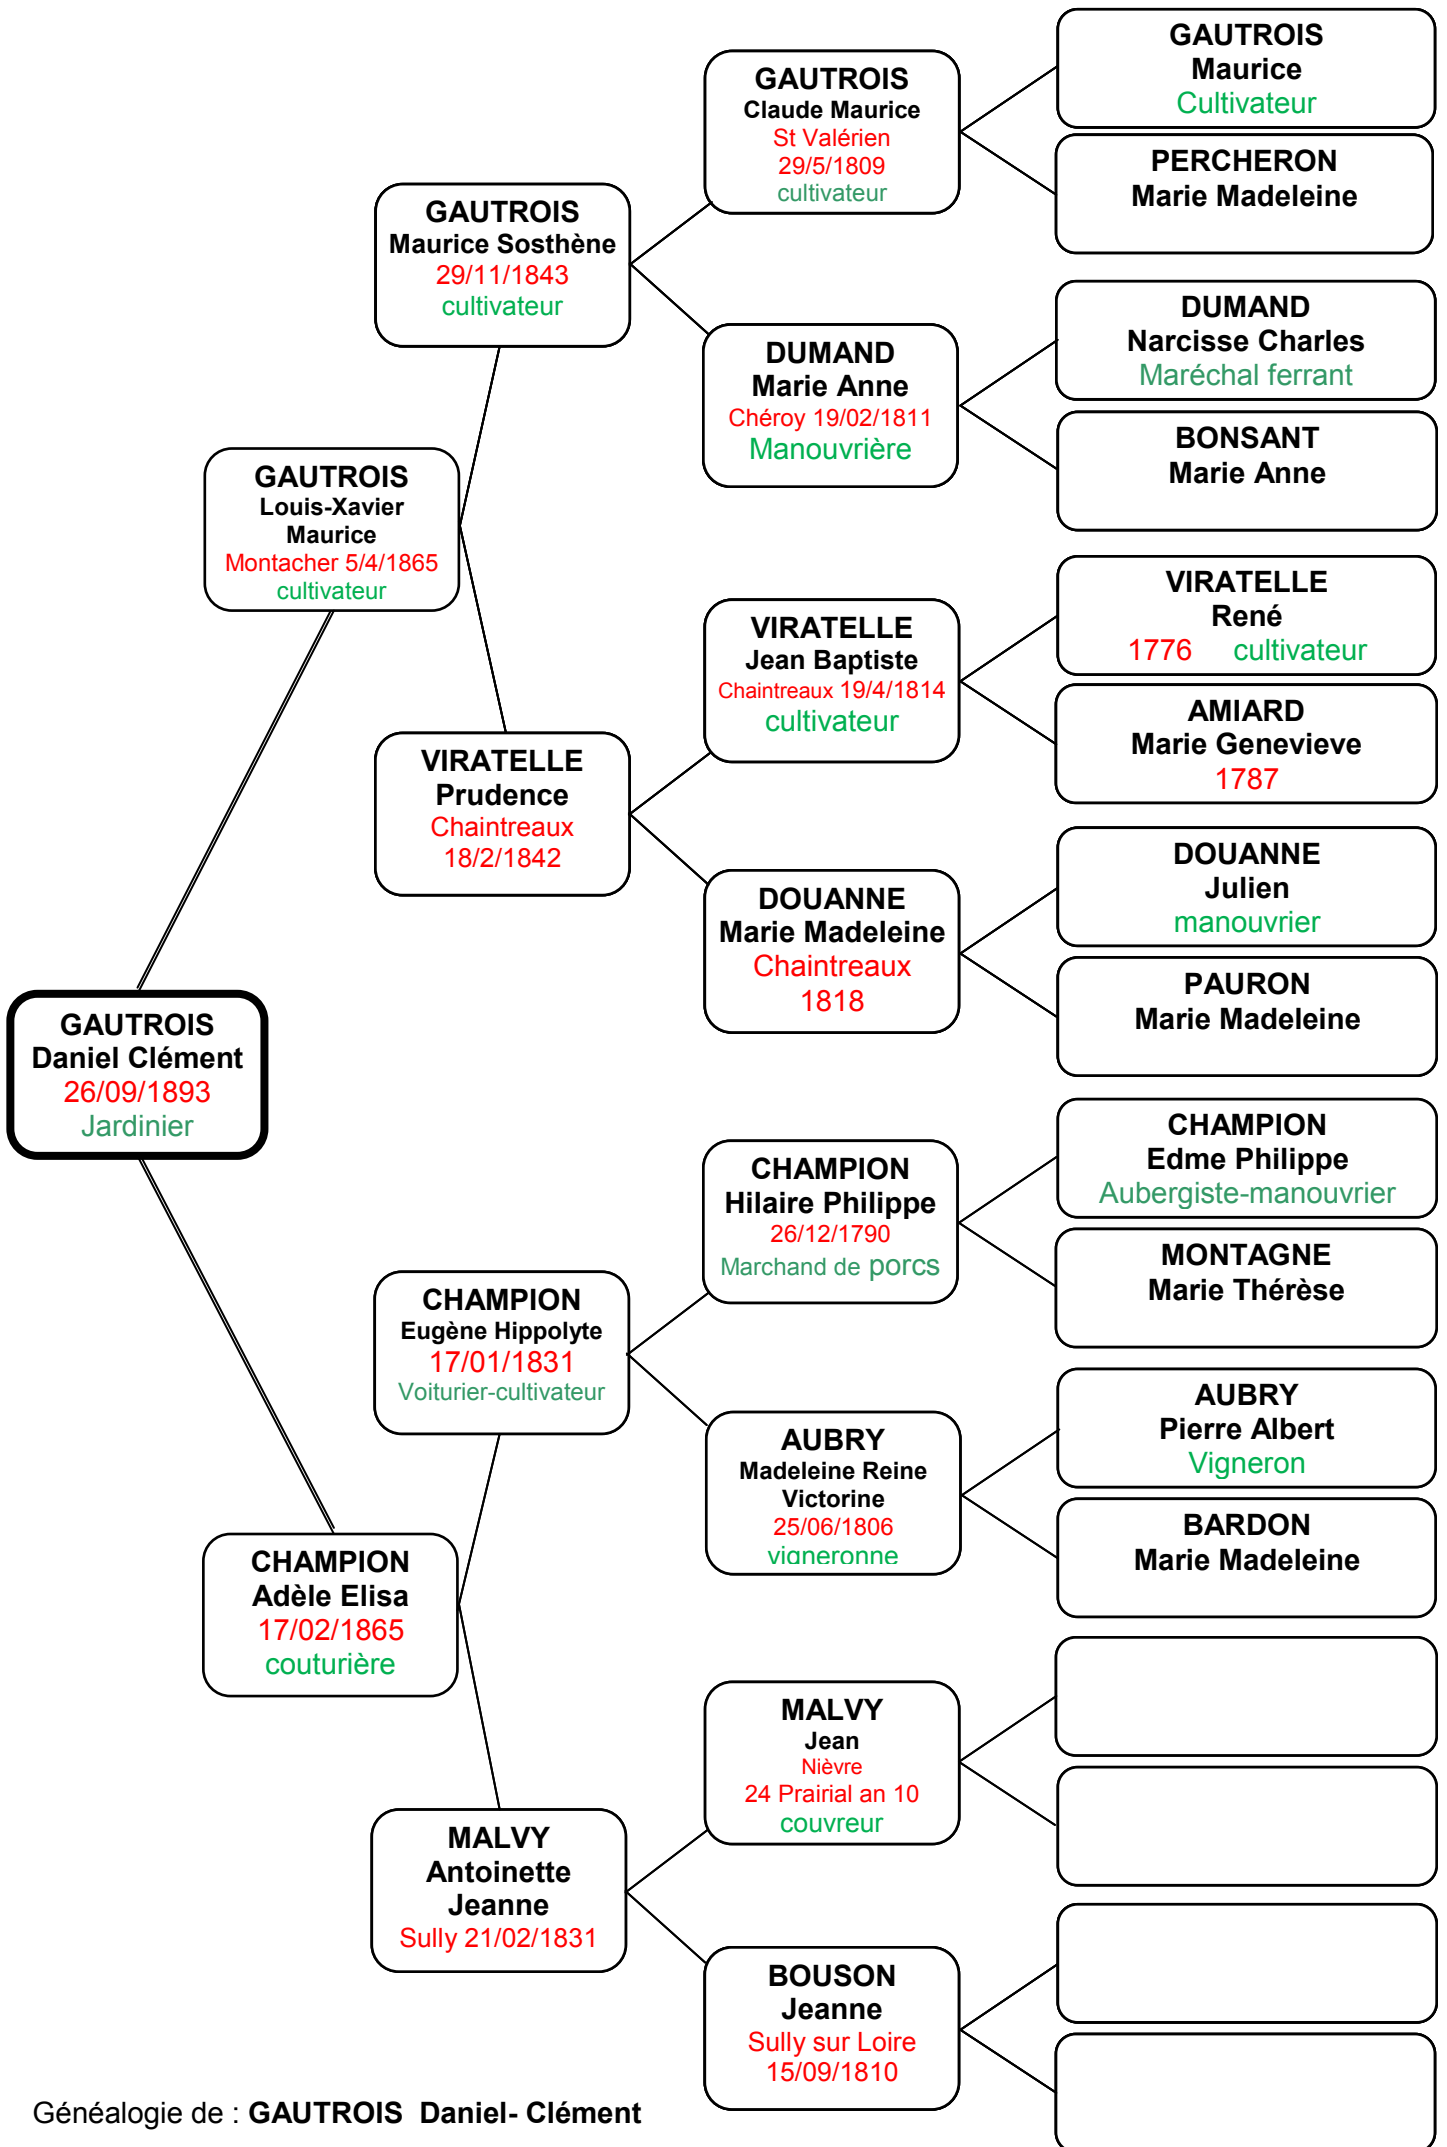 GAUTROIS
Maurice
Cultivateur
GAUTROIS
Claude Maurice
St Valérien
29/5/1809
cultivateur
PERCHERON
Marie Madeleine
GAUTROIS
Maurice Sosthène
29/11/1843
cultivateur
DUMAND
Narcisse Charles
Maréchal ferrant
DUMAND
Marie Anne
Chéroy 19/02/1811
Manouvrière
BONSANT
Marie Anne
GAUTROIS
Louis-Xavier
Maurice
Montacher 5/4/1865
cultivateur
VIRATELLE
René
1776 cultivateur
VIRATELLE
Jean Baptiste
Chaintreaux 19/4/1814
cultivateur
AMIARD
Marie Genevieve
1787
VIRATELLE
Prudence
Chaintreaux
18/2/1842
DOUANNE
Julien
manouvrier
DOUANNE
Marie Madeleine
Chaintreaux
1818
PAURON
Marie Madeleine
GAUTROIS
Daniel Clément
26/09/1893
Jardinier
CHAMPION
Edme Philippe
Aubergiste-manouvrier
CHAMPION
Hilaire Philippe
26/12/1790
Marchand de porcs
MONTAGNE
Marie Thérèse
CHAMPION
Eugène Hippolyte
17/01/1831
Voiturier-cultivateur
AUBRY
Pierre Albert
Vigneron
AUBRY
Madeleine Reine
Victorine
25/06/1806
vigneronne
BARDON
Marie Madeleine
CHAMPION
Adèle Elisa
17/02/1865
couturière
MALVY
Jean
Nièvre
24 Prairial an 10
couvreur
MALVY
Antoinette
Jeanne
Sully 21/02/1831
BOUSON
Jeanne
Sully sur Loire
15/09/1810
Généalogie de : GAUTROIS Daniel- Clément